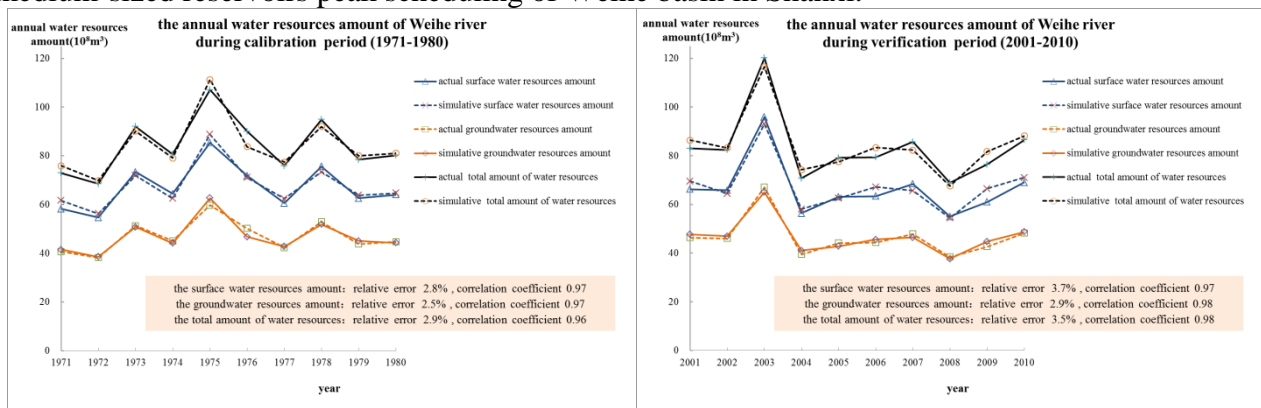 medium-sized reservoirs peak scheduling of Weihe basin in Shanxi.
annual water resources
amount(10⁸m³)
the annual water resources amount of Weihe river
during calibration period (1971-1980)
120
100
80
60
40
20
0
1971 1972 1973 1974 1975 1976 1977 1978 1979 1980
year
actual surface water resources amount
simulative surface water resources amount
actual groundwater resources amount
simulative groundwater resources amount
actual total amount of water resources
simulative total amount of water resources
the surface water resources amount: relative error 2.8% , correlation coefficient 0.97
the groundwater resources amount: relative error 2.5% , correlation coefficient 0.97
the total amount of water resources: relative error 2.9% , correlation coefficient 0.96
annual water resources
amount(10⁸m³)
the annual water resources amount of Weihe river
during verification period (2001-2010)
120
100
80
60
40
20
0
2001 2002 2003 2004 2005 2006 2007 2008 2009 2010
year
actual surface water resources amount
simulative surface water resources amount
actual groundwater resources amount
simulative groundwater resources amount
actual total amount of water resources
simulative total amount of water resources
the surface water resources amount: relative error 3.7% , correlation coefficient 0.97
the groundwater resources amount: relative error 2.9% , correlation coefficient 0.98
the total amount of water resources: relative error 3.5% , correlation coefficient 0.98